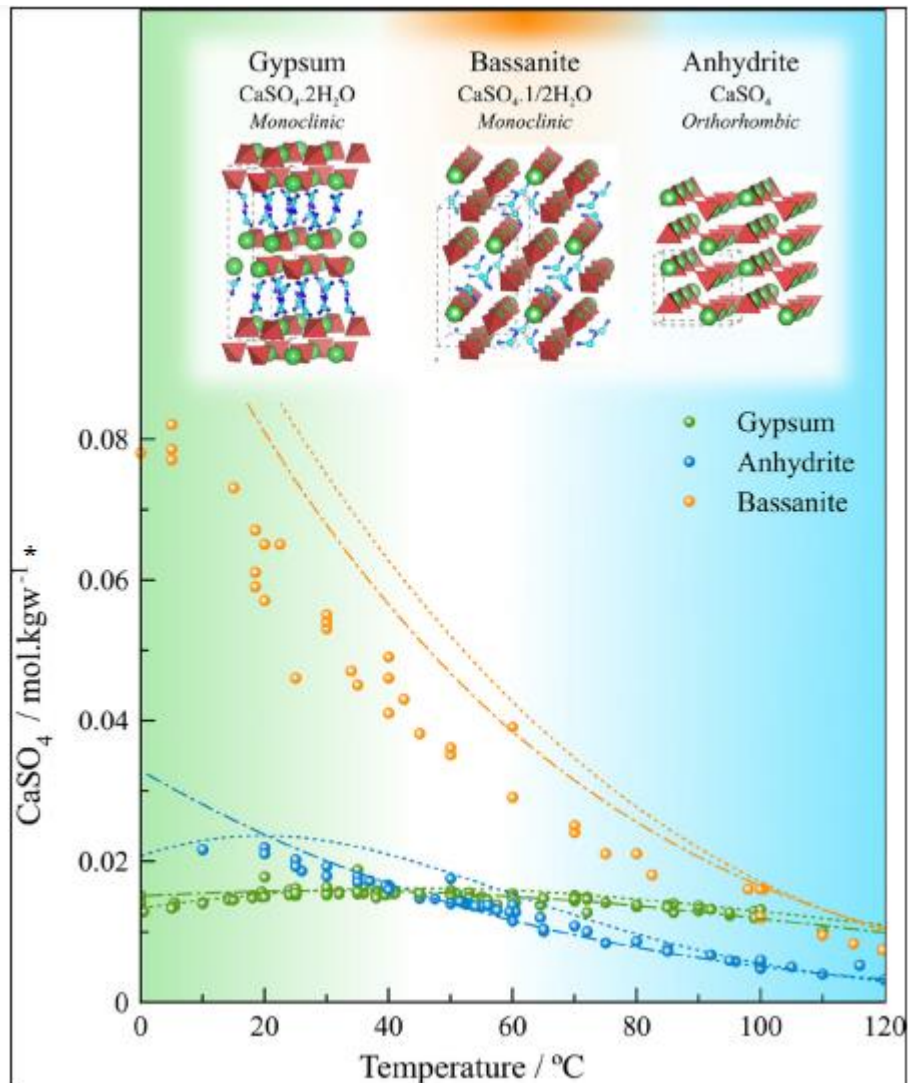 Gypsum
CaSO₄.2H₂O
Monoclinic
Bassanite
CaSO₄.1/2H₂O
Monoclinic
Anhydrite
CaSO₄
Orthorhombic
Gypsum
Anhydrite
Bassanite
CaSO₄ / mol.kgw⁻¹ *
0.08
0.06
0.04
0.02
0
0 20 40 60 80 100 120
Temperature / ºC